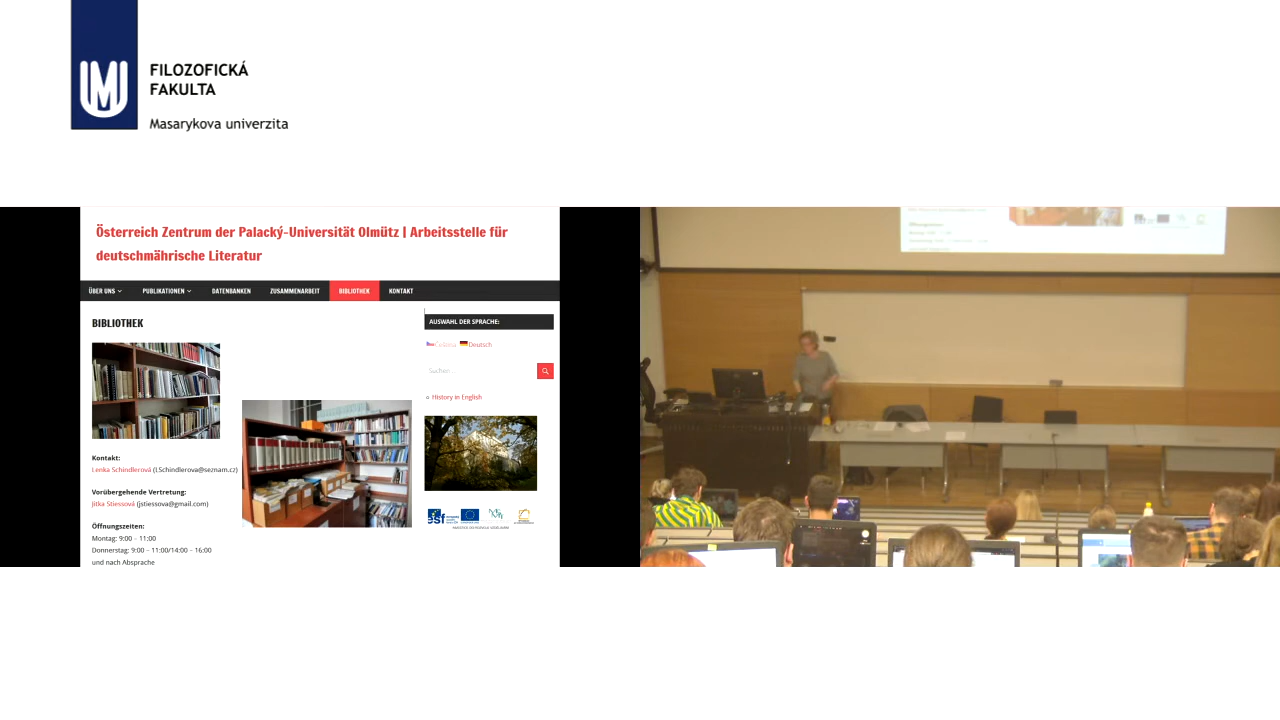 FILOZOFICKÁ
FAKULTA
Masarykova univerzita
Österreich Zentrum der Palacký-Universität Olmütz | Arbeitsstelle für
deutschmährische Literatur
ÜBER UNS PUBLIKATIONEN DATENBANKEN ZUSAMMENARBEIT BIBLIOTHEK KONTAKT
BIBLIOTHEK
Kontakt:
Lenka Schindlerová (l.Schindlerova@seznam.cz)
Vorübergehende Vertretung:
Jitka Stiessová (jstiessova@gmail.com)
Öffnungszeiten:
Montag: 9:00 – 11:00
Donnerstag: 9:00 – 11:00/14:00 – 16:00
und nach Absprache
AUSWAHL DER SPRACHE:
Čeština Deutsch
Suchen
History in English
esf